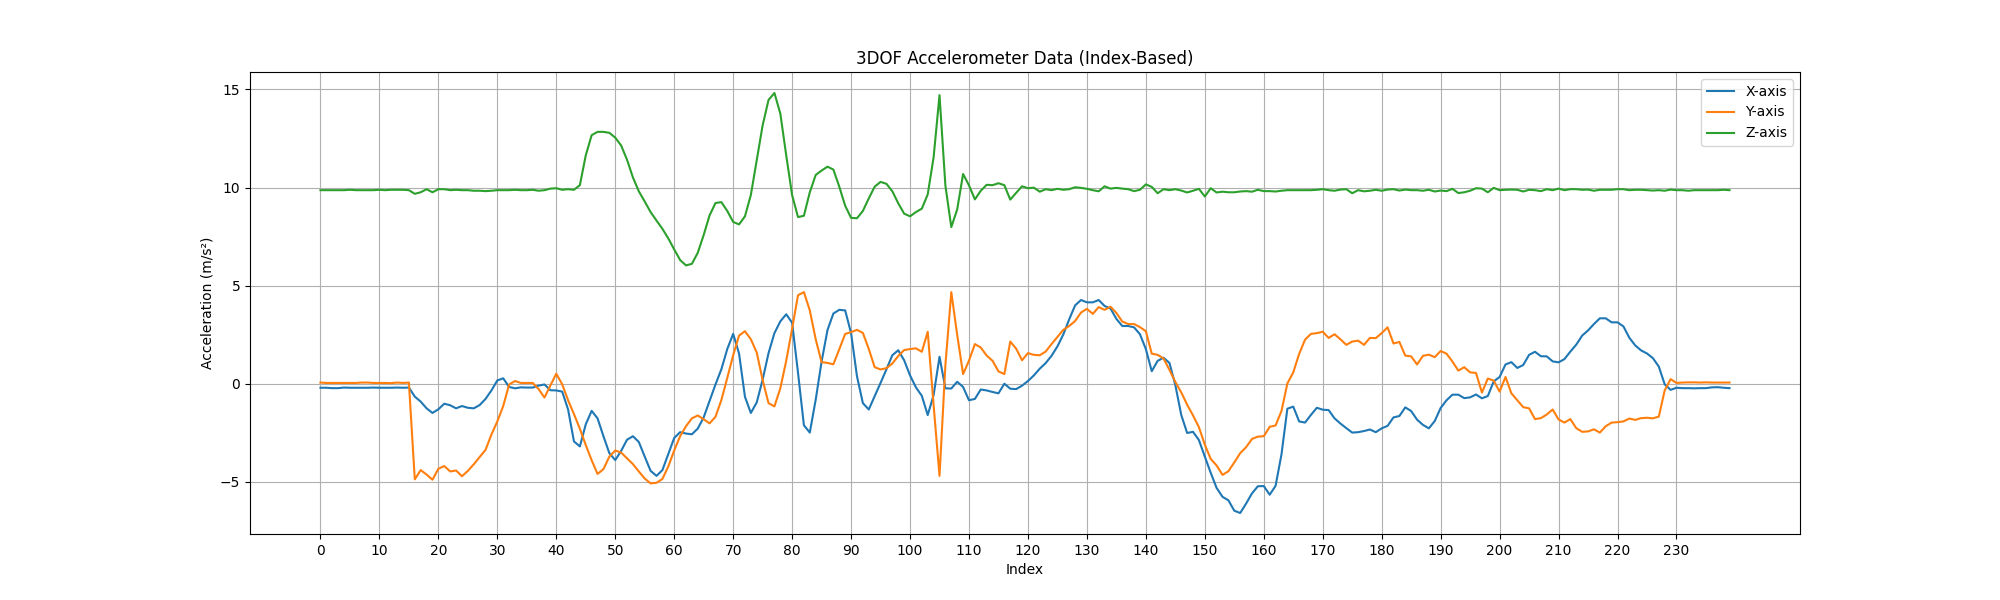 3DOF Accelerometer Data (Index-Based)
X-axis
Y-axis
Z-axis
Acceleration (m/s²)
15
10
5
0
−5
0 10 20 30 40 50 60 70 80 90 100 110 120 130 140 150 160 170 180 190 200 210 220 230
Index